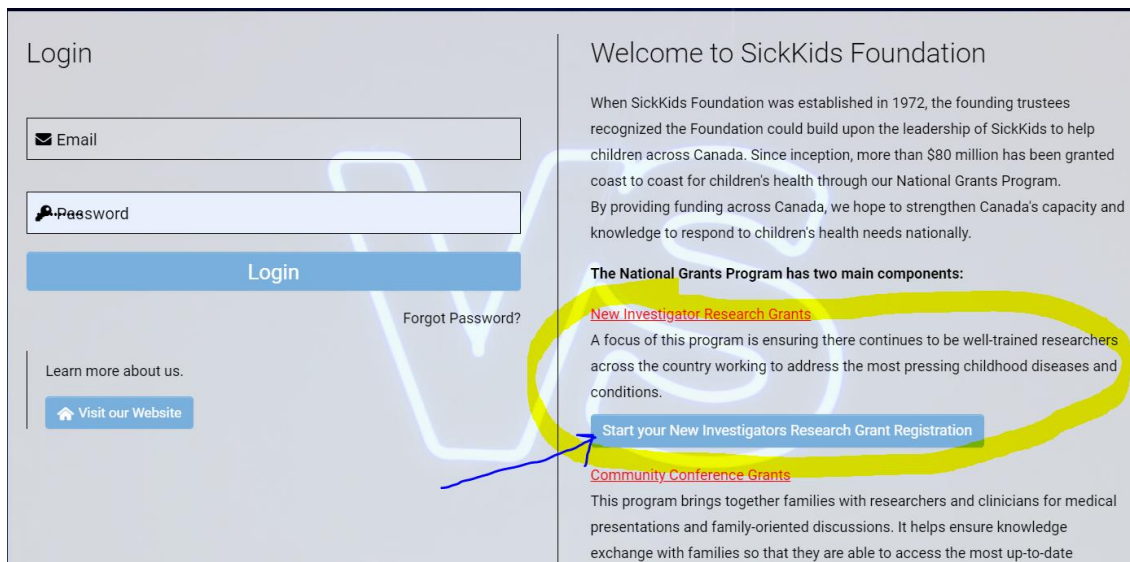 Login
Email
Password
Login
Forgot Password?
Learn more about us.
Visit our Website
Welcome to SickKids Foundation
When SickKids Foundation was established in 1972, the founding trustees
recognized the Foundation could build upon the leadership of SickKids to help
children across Canada. Since inception, more than $80 million has been granted
coast to coast for children's health through our National Grants Program.
By providing funding across Canada, we hope to strengthen Canada's capacity and
knowledge to respond to children's health needs nationally.
The National Grants Program has two main components:
New Investigator Research Grants
A focus of this program is ensuring there continues to be well-trained researchers
across the country working to address the most pressing childhood diseases and
conditions.
Start your New Investigators Research Grant Registration
Community Conference Grants
This program brings together families with researchers and clinicians for medical
presentations and family-oriented discussions. It helps ensure knowledge
exchange with families so that they are able to access the most up-to-date
VS